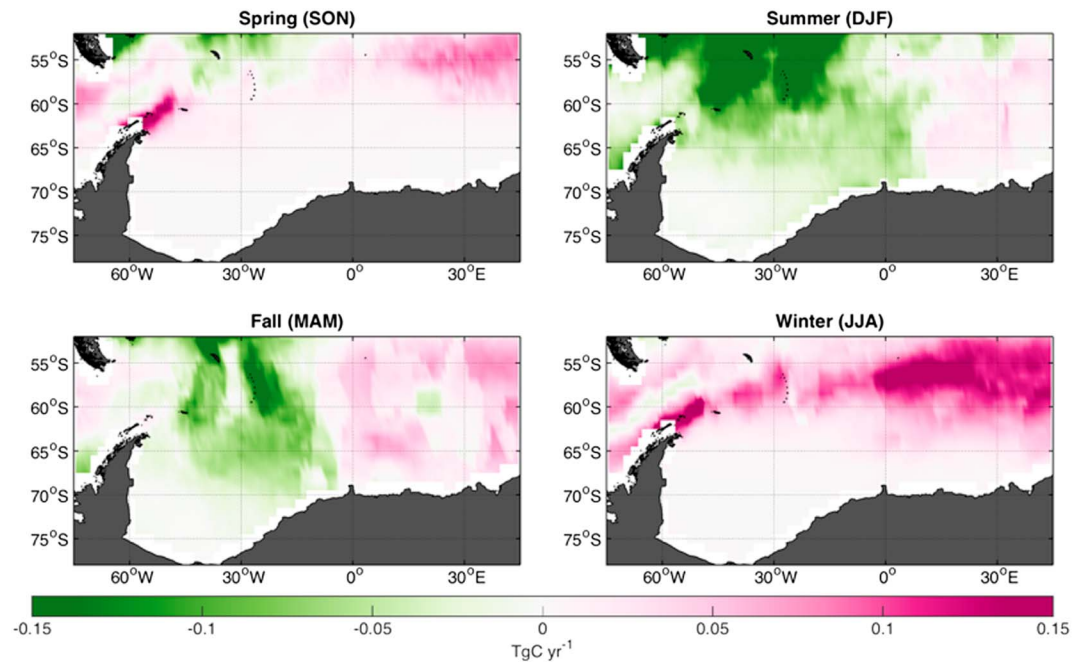 Spring (SON)
Summer (DJF)
55°S
60°S
65°S
70°S
75°S
60°W 30°W 0° 30°E
55°S
60°S
65°S
70°S
75°S
60°W 30°W 0° 30°E
Fall (MAM)
Winter (JJA)
55°S
60°S
65°S
70°S
75°S
60°W 30°W 0° 30°E
55°S
60°S
65°S
70°S
75°S
60°W 30°W 0° 30°E
-0.15 -0.1 -0.05 0 0.05 0.1 0.15
TgC yr⁻¹